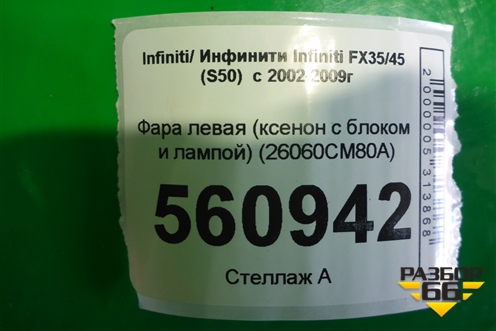 Infiniti/ Инфинити Infiniti FX35/45
(S50) с 2002 2009г
Фара левая (ксенон с блоком
и лампой) (26060CM80A)
560942
Стеллаж А
2000005313868
РАЗБОР
66